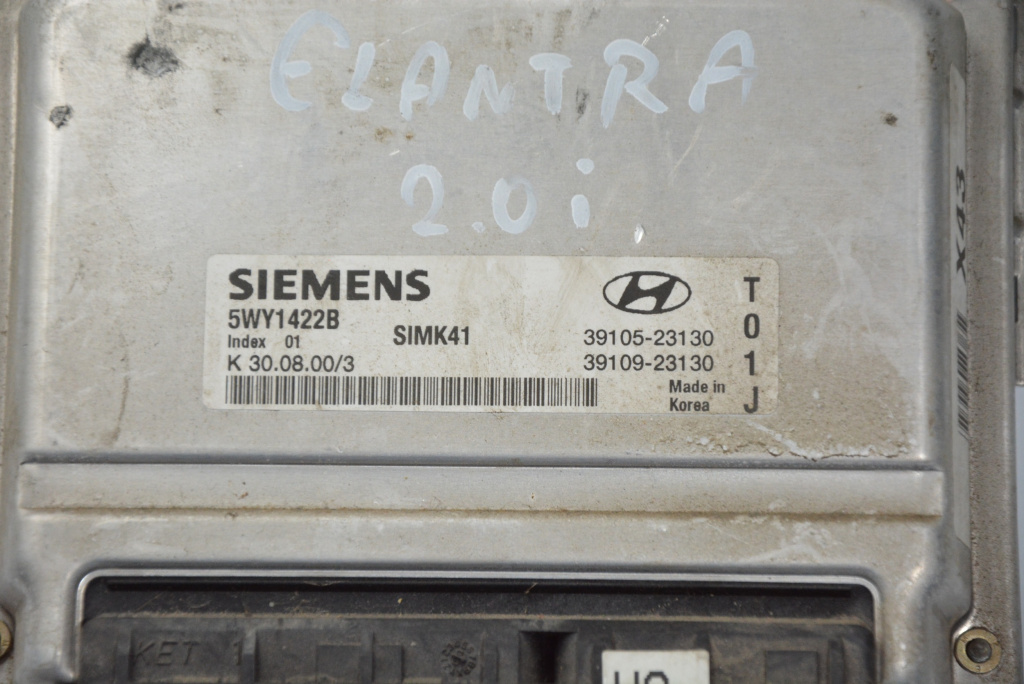 ELANTRA
2.0i
SIEMENS
5WY1422B
Index 01
SIMK41
K 30.08.00/3
39105-23130
39109-23130
Made in
Korea
T01J
X43
KET 1